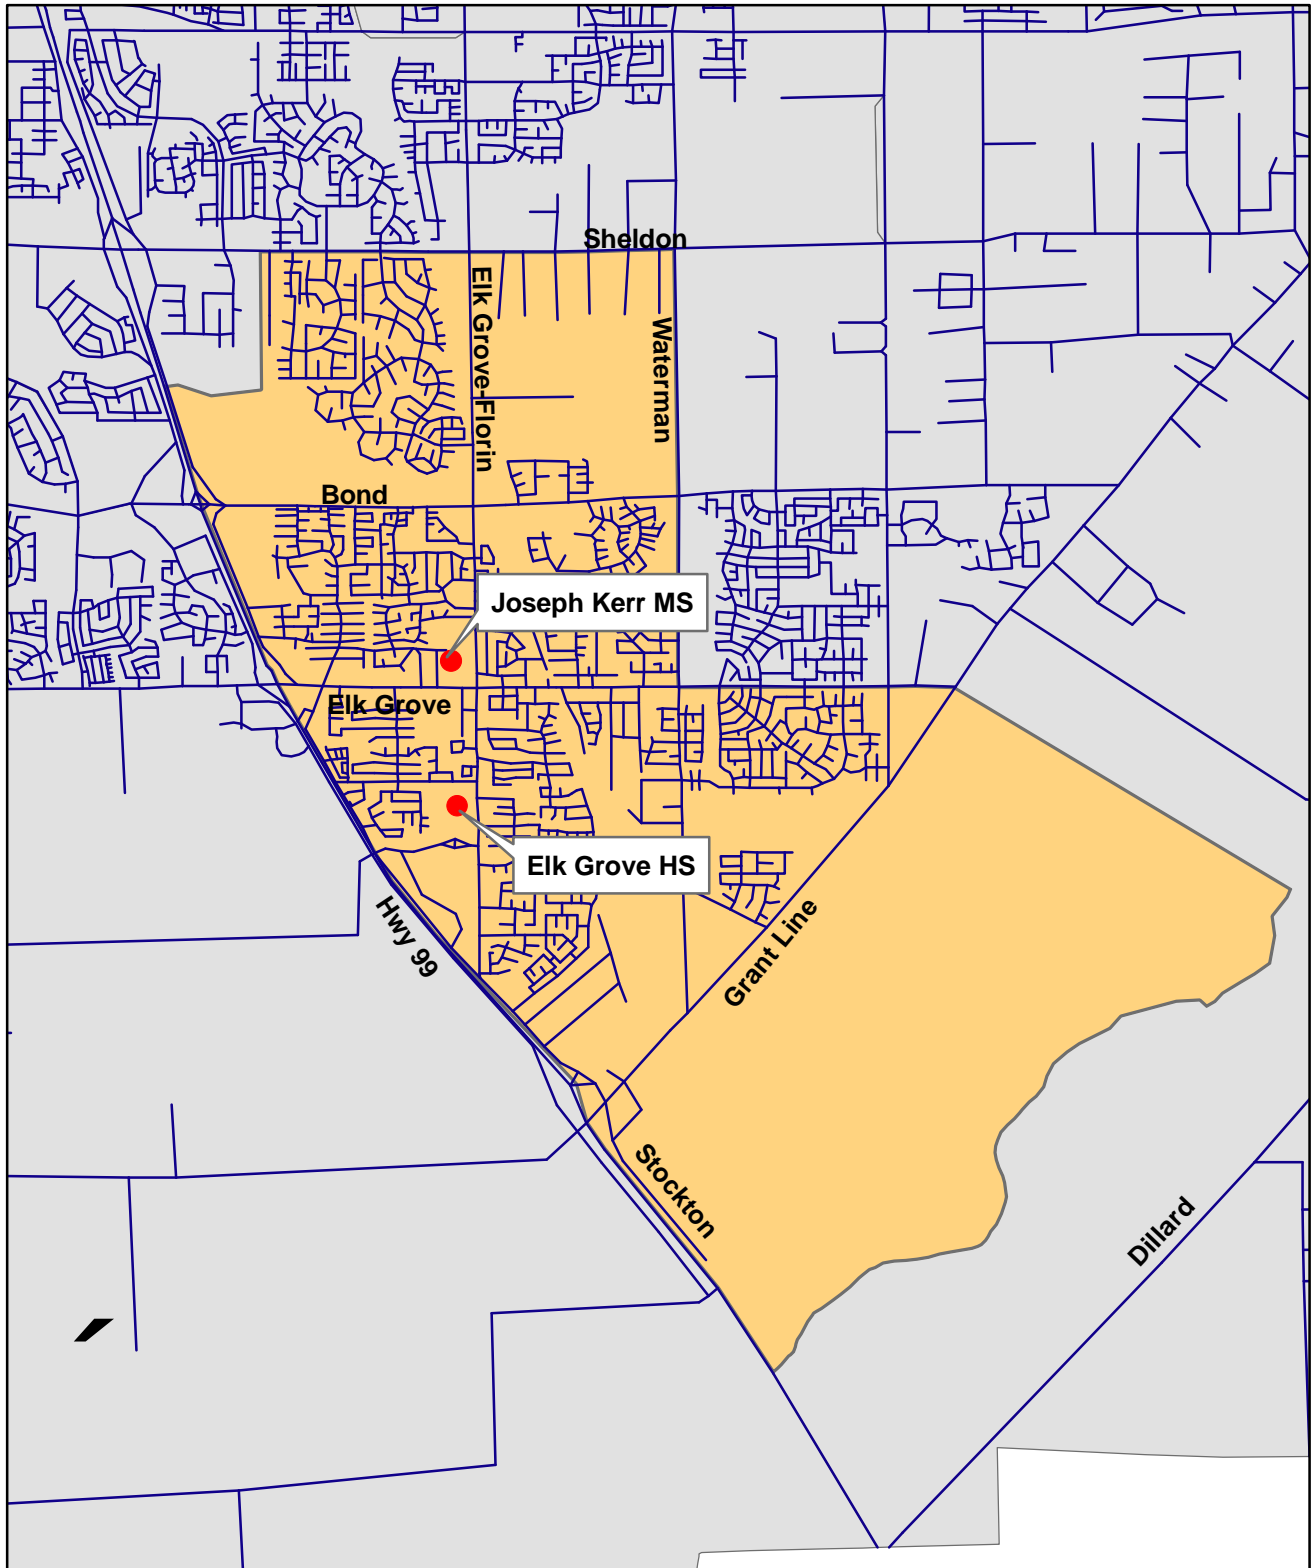 Sheldon
Elk Grove-Florin
Waterman
Bond
Joseph Kerr MS
Elk Grove
Elk Grove HS
Hwy 99
Grant Line
Stockton
Dillard